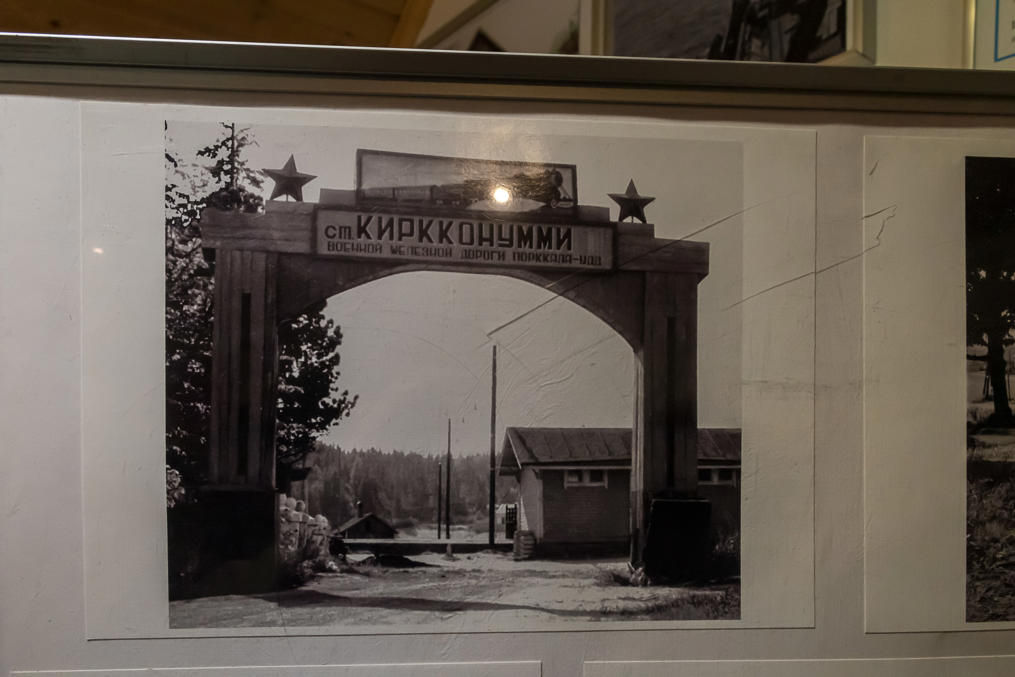 ст. КИРККОНУММИ
ВОЕННОЙ ЖЕЛЕЗНОЙ ДОРОГИ ПОРККАЛА-УДД